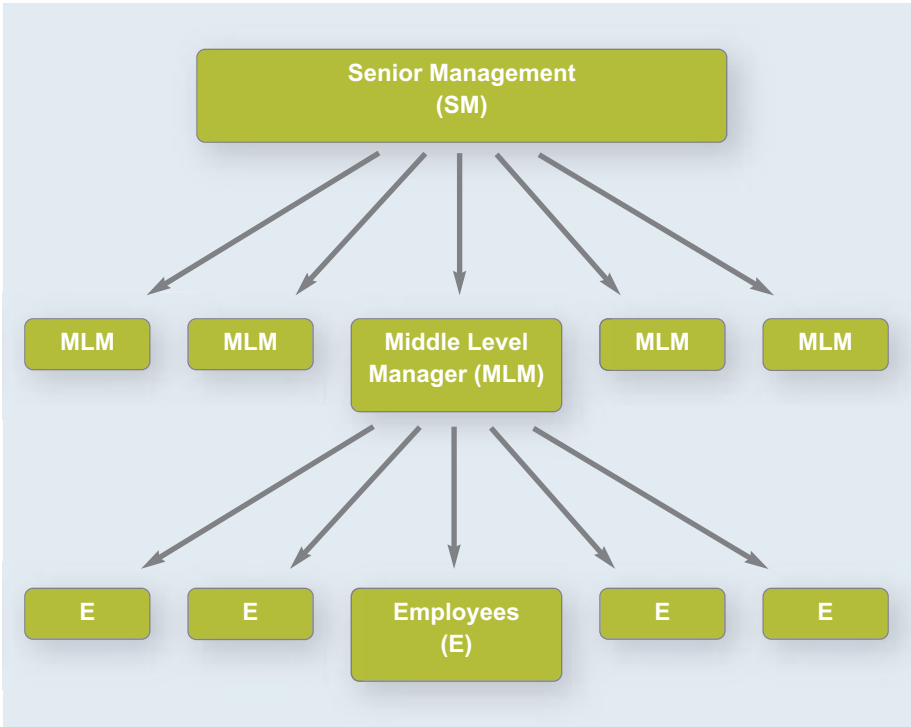 Senior Management
(SM)
MLM
MLM
Middle Level
Manager (MLM)
MLM
MLM
E
E
Employees
(E)
E
E